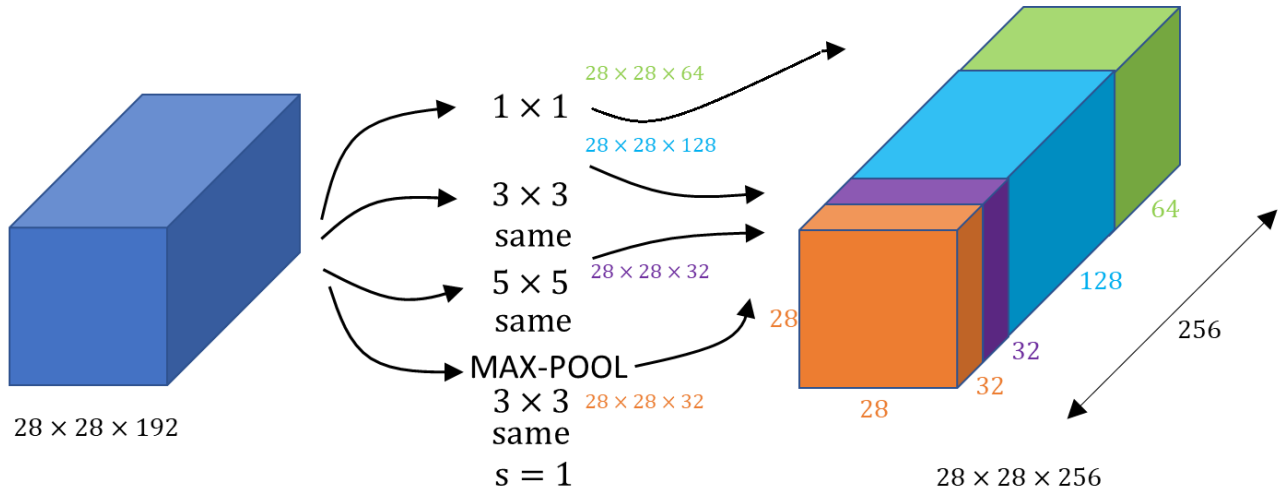 28 × 28 × 192
1 × 1
28 × 28 × 64
28 × 28 × 128
3 × 3
same
5 × 5
28 × 28 × 32
same
MAX-POOL
3 × 3
28 × 28 × 32
same
s = 1
64
128
32
32
28
28
256
28 × 28 × 256